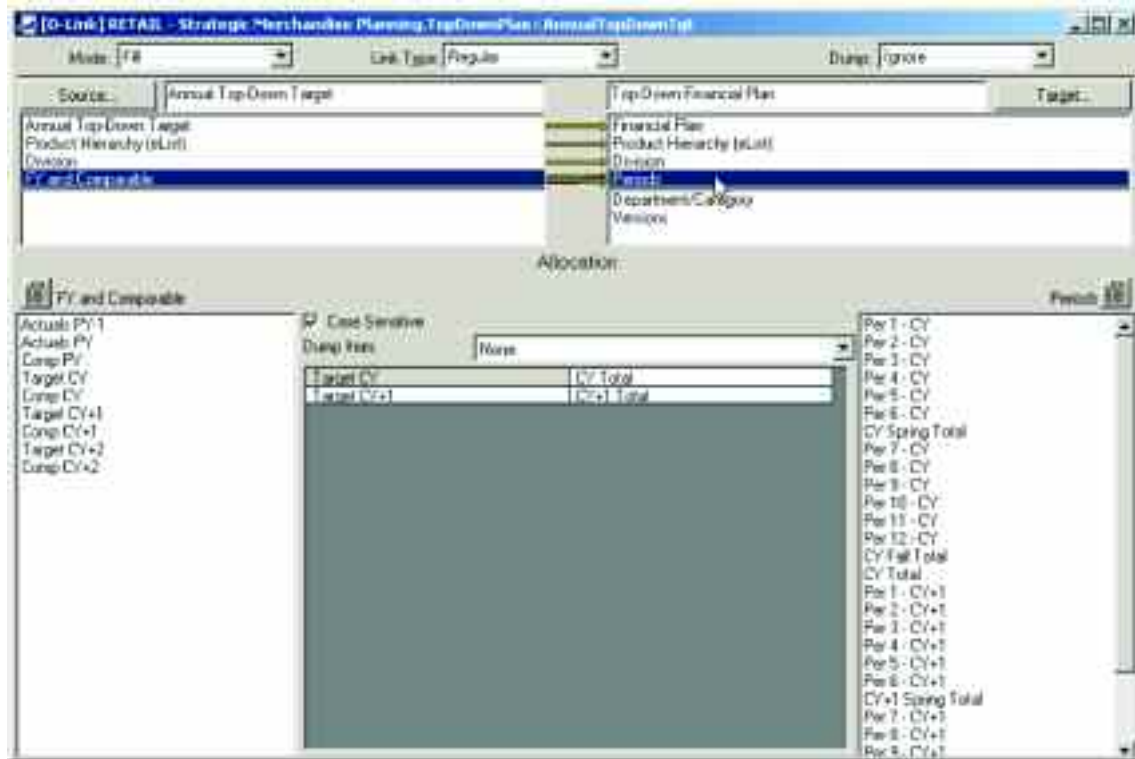 [D-Link] RETAIL - Strategic Merchandise Planning.TopDownPlan: AnnualTopDownTgt
Mode: Fill Link Type Regular Dump: Ignore
Source... Annual Top-Down Target Top Down Financial Plan Target...
Annual Top-Down Target Financial Plan
Product Hierarchy (eList) Product Hierarchy (eList)
Division Division
FY and Comparable Periods
Department/Category
Versions
Allocation
FY and Comparable Periods
Actuals PY-1
Actuals PY
Comp PY
Target CY
Comp CY
Target CY+1
Comp CY+1
Target CY+2
Comp CY+2
Case Sensitive
Dump Item None
Target CY CY Total
Target CY+1 CY+1 Total
Per 1 - CY
Per 2 - CY
Per 3 - CY
Per 4 - CY
Per 5 - CY
Per 6 - CY
CY Spring Total
Per 7 - CY
Per 8 - CY
Per 9 - CY
Per 10 - CY
Per 11 - CY
Per 12 - CY
CY Fall Total
CY Total
Per 1 - CY+1
Per 2 - CY+1
Per 3 - CY+1
Per 4 - CY+1
Per 5 - CY+1
Per 6 - CY+1
CY+1 Spring Total
Per 7 - CY+1
Per 8 - CY+1
Per 9 - CY+1